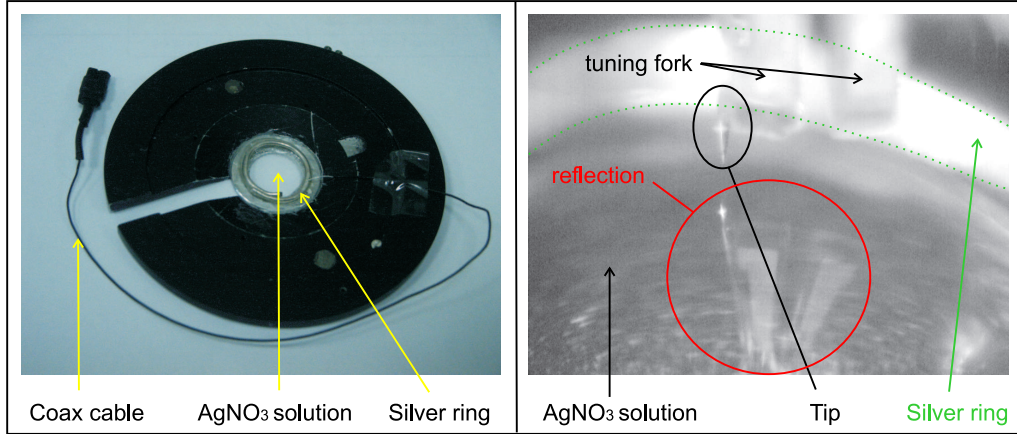 tuning fork
reflection
Coax cable
AgNO₃ solution
Silver ring
AgNO₃ solution
Tip
Silver ring